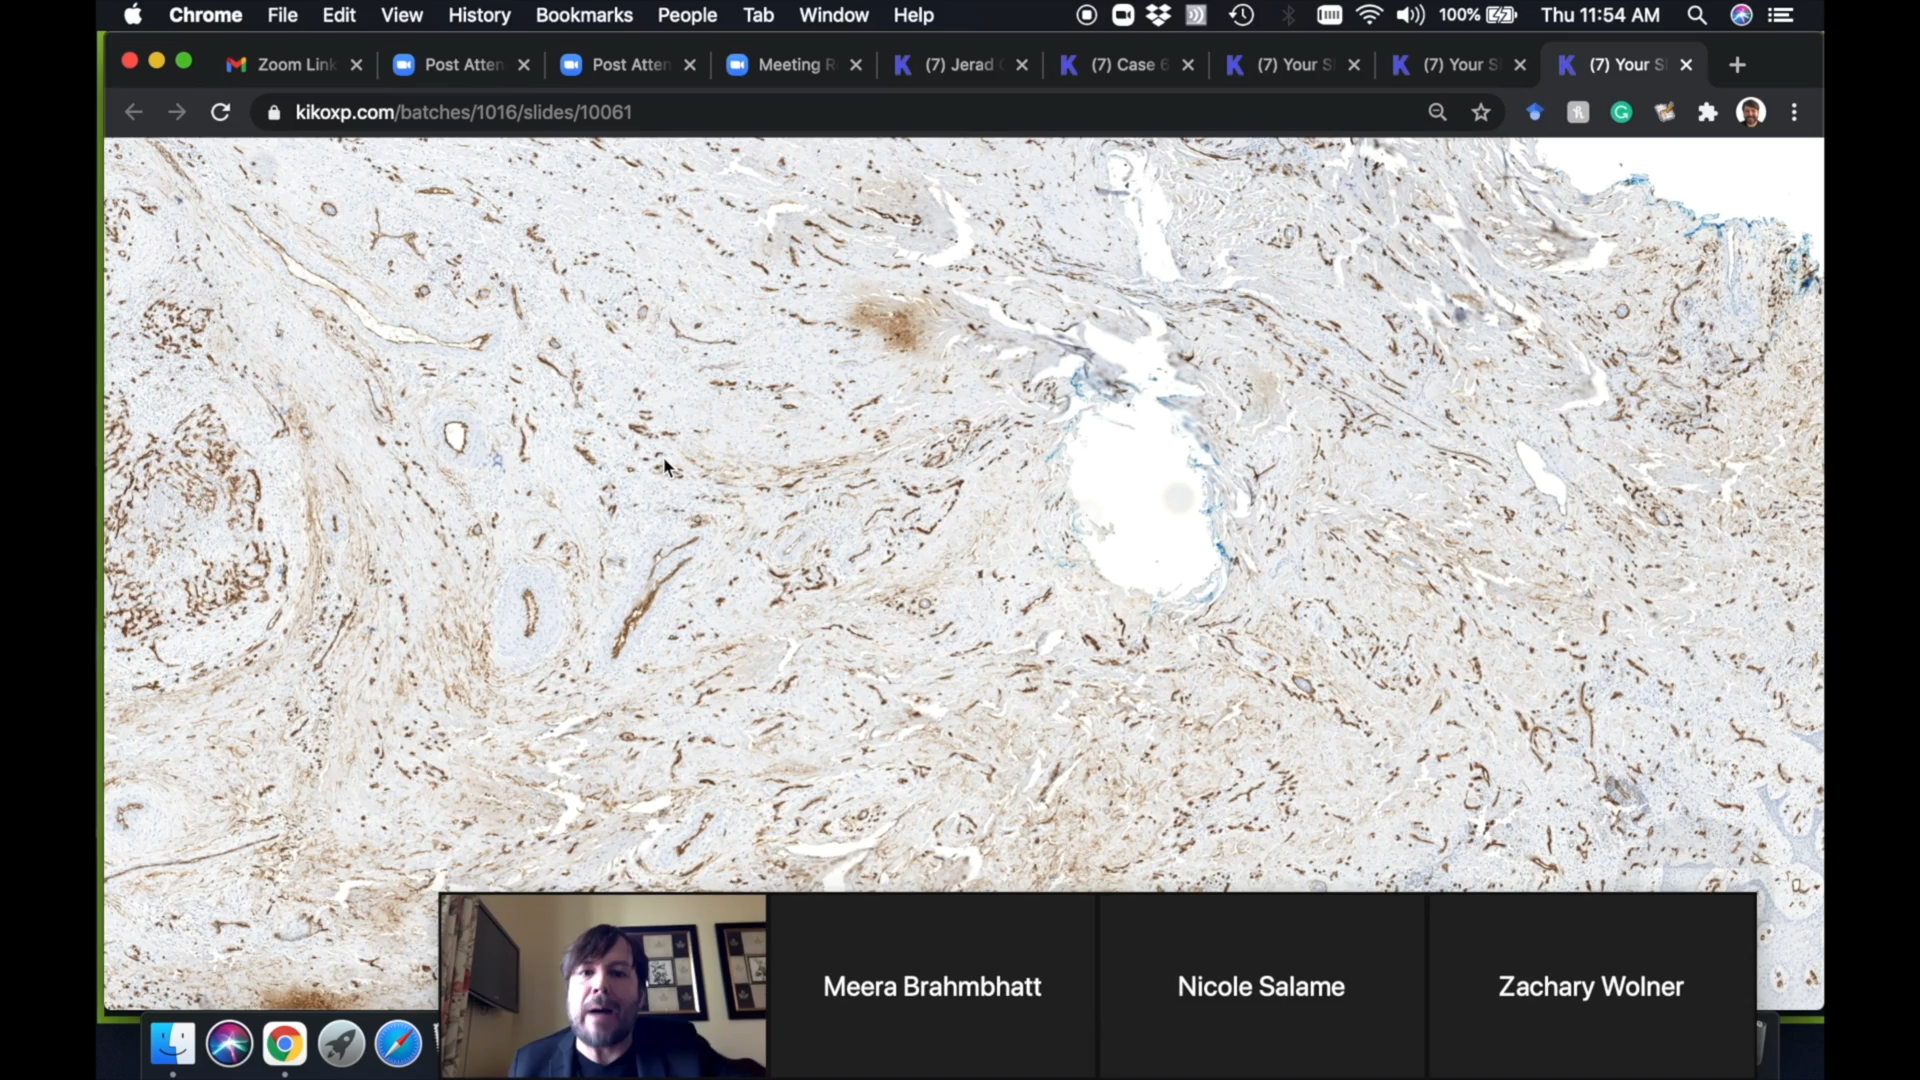 Chrome File Edit View History Bookmarks People Tab Window Help 100% Thu 11:54 AM
Zoom Link Post Atten Post Atten Meeting R (7) Jerad (7) Case 6 (7) Your S (7) Your S (7) Your S
kikoxp.com/batches/1016/slides/10061
Meera Brahmbhatt
Nicole Salame
Zachary Wolner